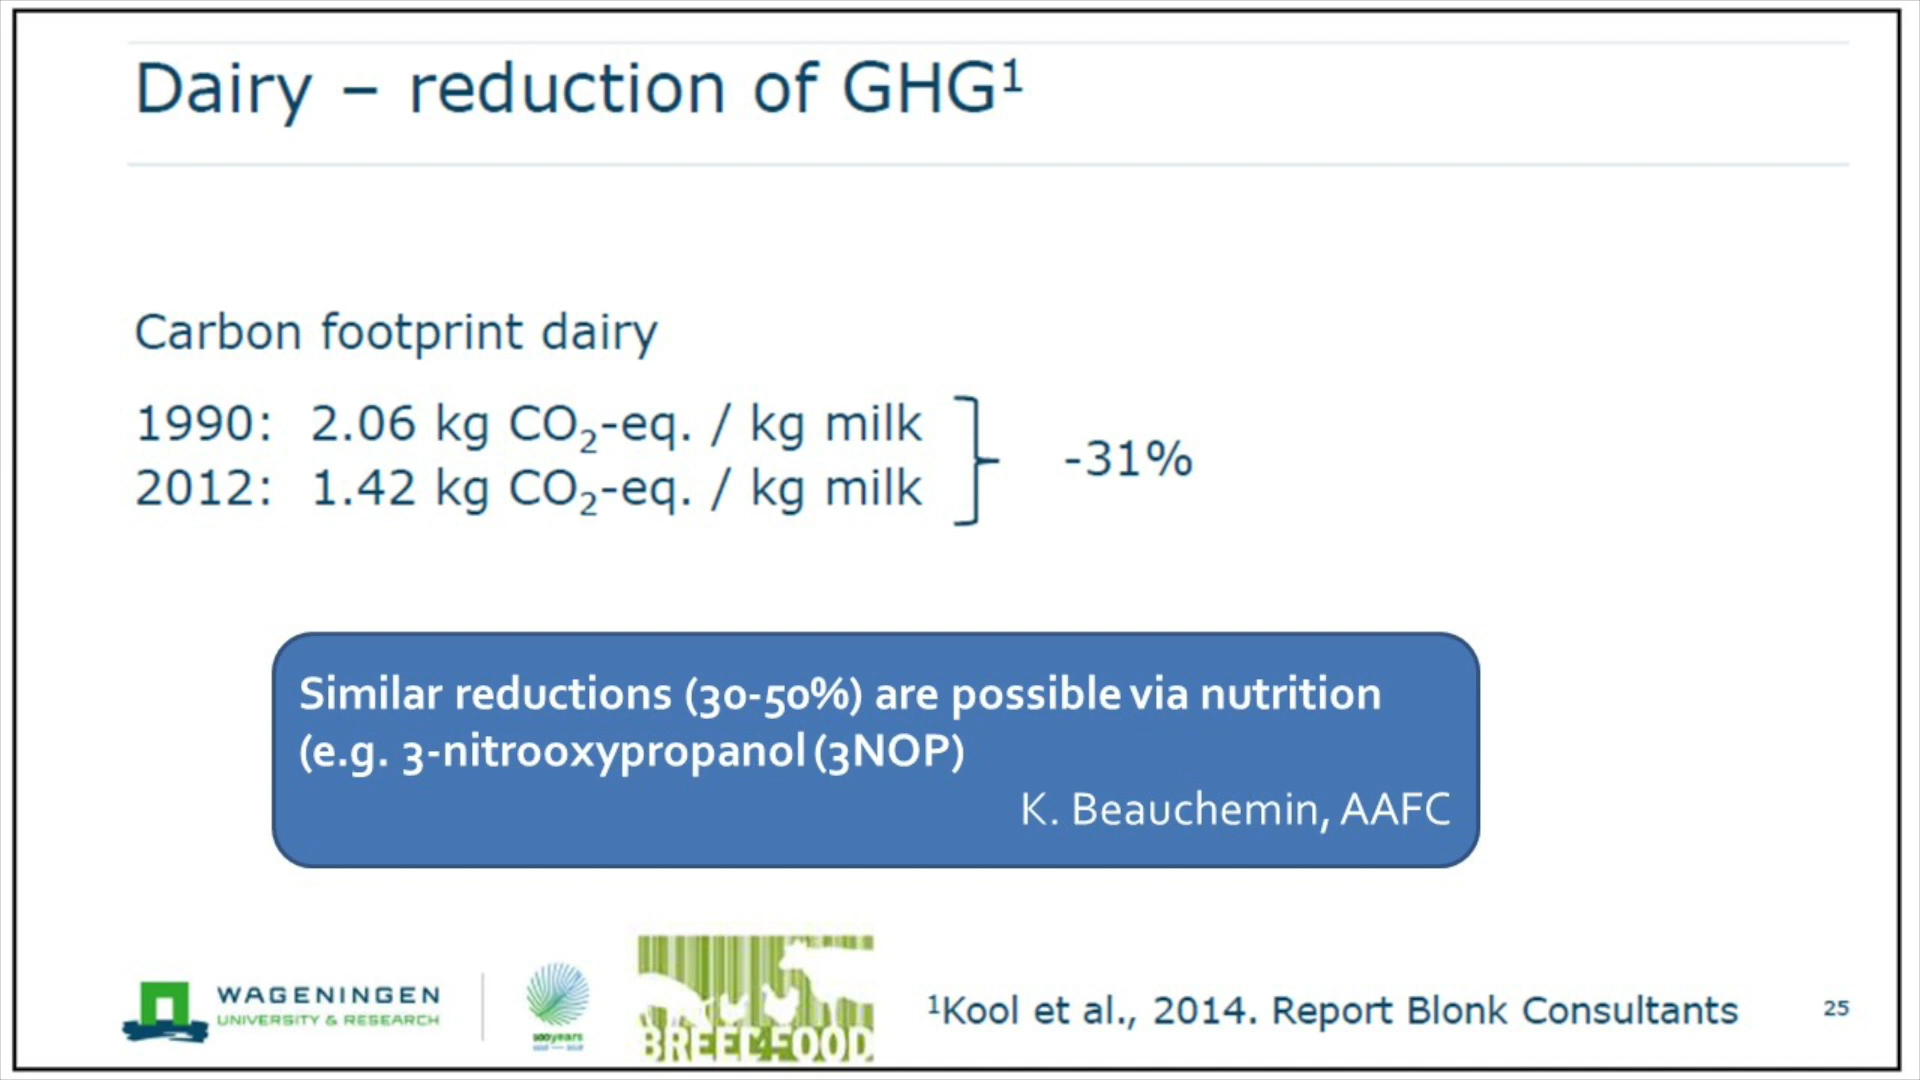 Dairy – reduction of GHG¹
Carbon footprint dairy
1990: 2.06 kg CO₂-eq. / kg milk
2012: 1.42 kg CO₂-eq. / kg milk
-31%
Similar reductions (30-50%) are possible via nutrition
(e.g. 3-nitrooxypropanol (3NOP)
K. Beauchemin, AAFC
WAGENINGEN
UNIVERSITY & RESEARCH
100years
BREED4FOOD
¹Kool et al., 2014. Report Blonk Consultants
25